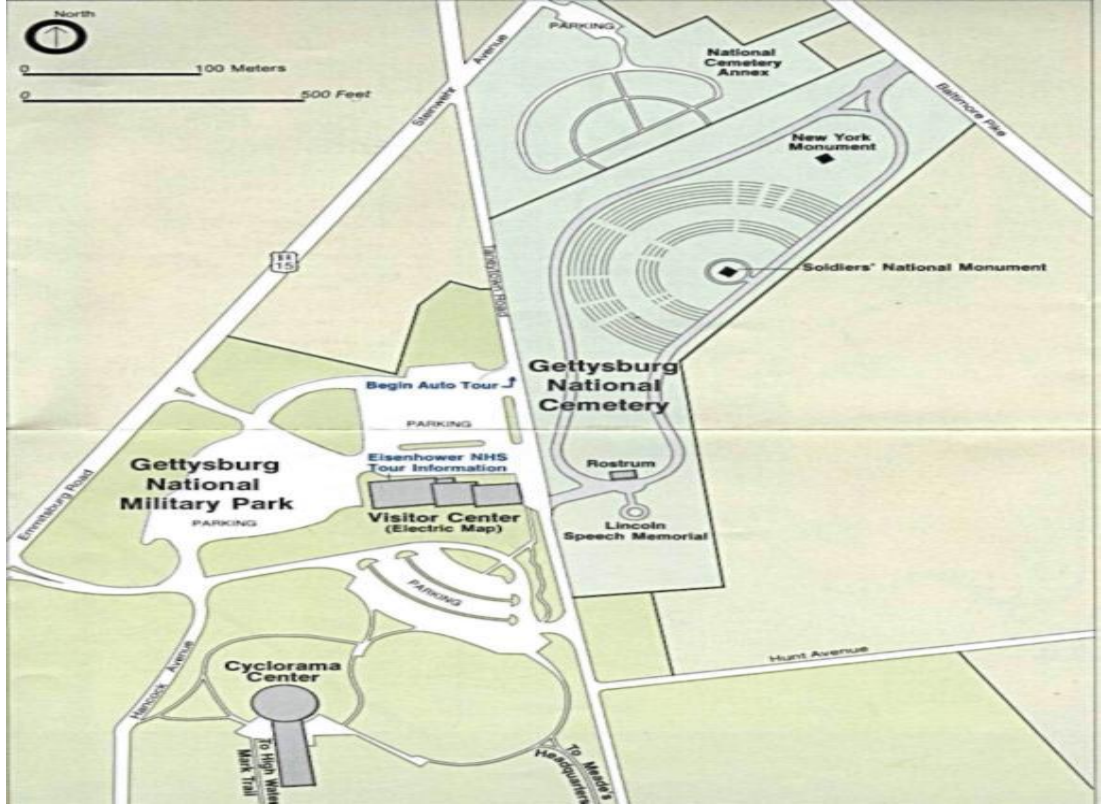 North
0 100 Meters
0 500 Feet
PARKING
National
Cemetery
Annex
Steinwehr Avenue
Baltimore Pike
New York
Monument
US
15
Taneytown Road
Soldiers' National Monument
Gettysburg
National
Cemetery
Begin Auto Tour
PARKING
Eisenhower NHS
Tour Information
Gettysburg
National
Military Park
PARKING
Visitor Center
(Electric Map)
Rostrum
Lincoln
Speech Memorial
Emmitsburg Road
PARKING
Hunt Avenue
Hancock Avenue
Cyclorama
Center
To High Water
Mark Trail
To Meade's
Headquarters